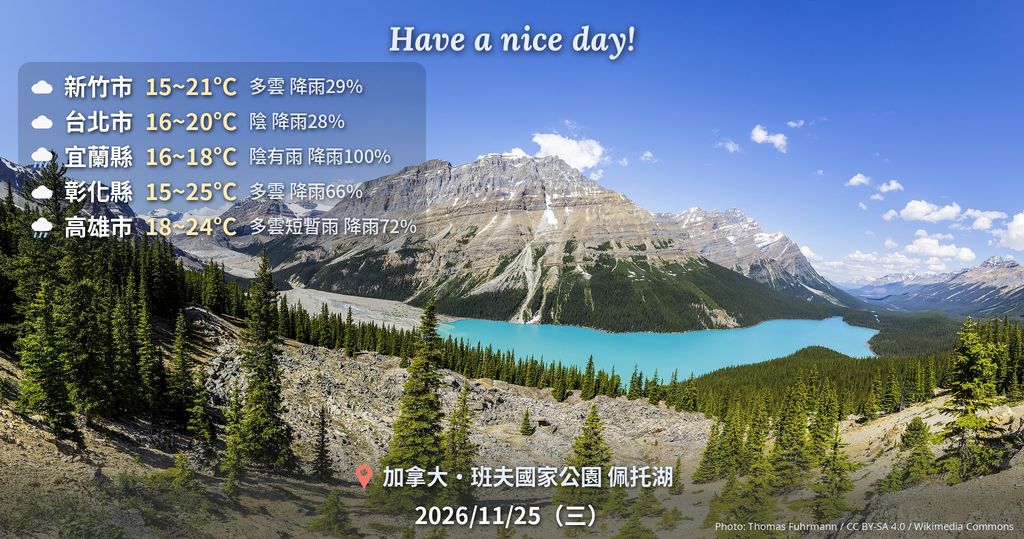 Have a nice day!
新竹市 15~21°C 多雲 降雨29%
台北市 16~20°C 陰 降雨28%
宜蘭縣 16~18°C 陰有雨 降雨100%
彰化縣 15~25°C 多雲 降雨66%
高雄市 18~24°C 多雲短暫雨 降雨72%
加拿大・班夫國家公園 佩托湖
2026/11/25（三）
Photo: Thomas Fuhrmann / CC BY-SA 4.0 / Wikimedia Commons